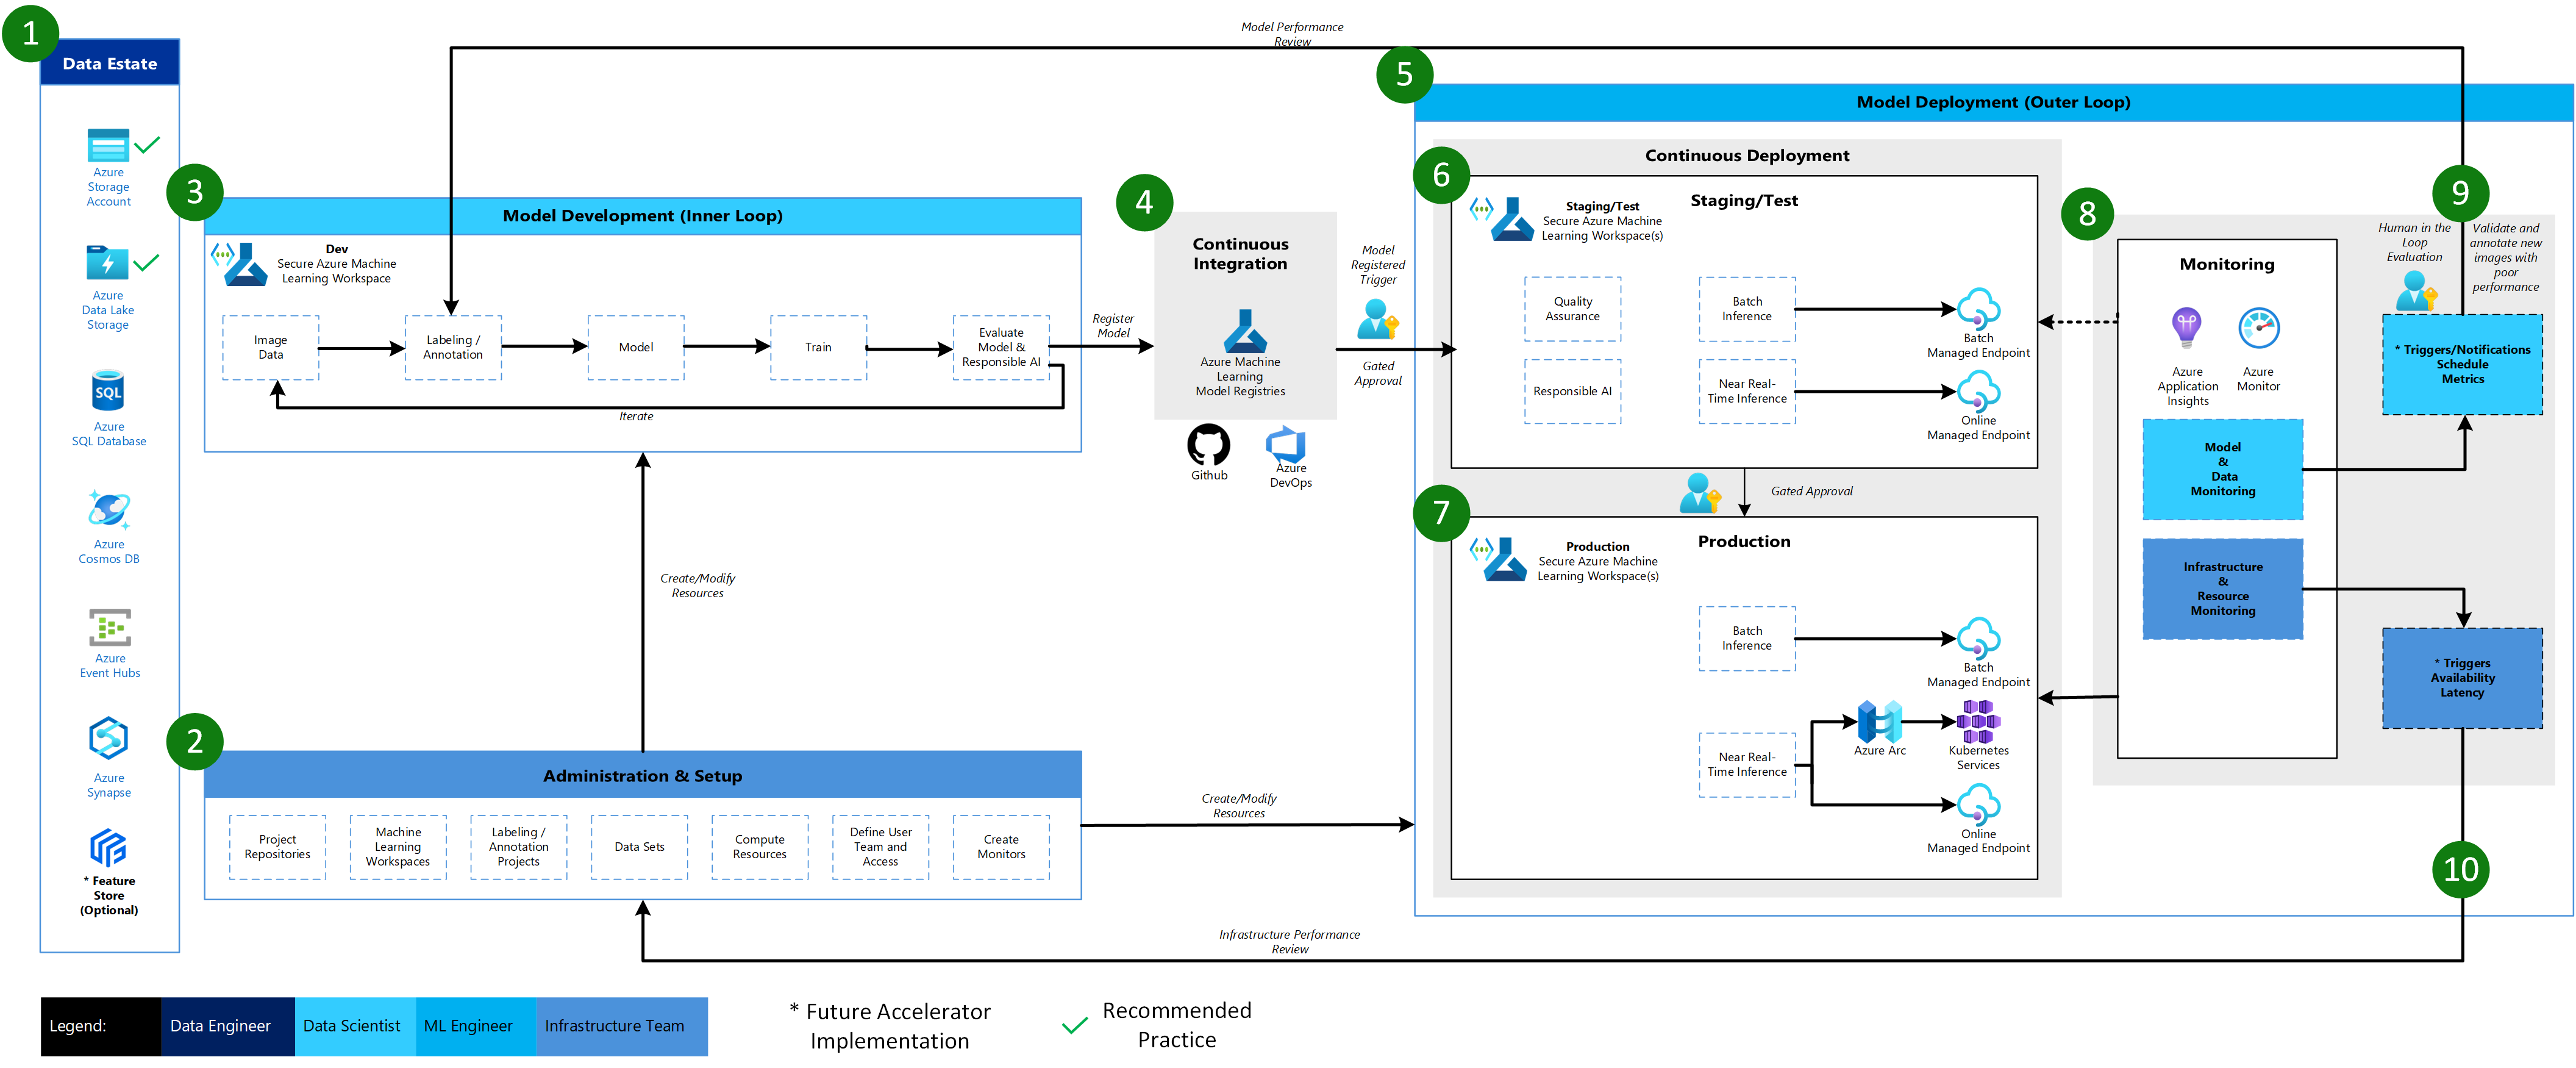 1
Data Estate
Azure
Storage
Account
Azure
Data Lake
Storage
SQL
Azure
SQL Database
Azure
Cosmos DB
Azure
Event Hubs
Azure
Synapse
* Feature
Store
(Optional)
Model Performance
Review
3
Model Development (Inner Loop)
Dev
Secure Azure Machine
Learning Workspace
Image
Data
Labeling /
Annotation
Model
Train
Evaluate
Model &
Responsible AI
Iterate
Register
Model
4
Continuous
Integration
Azure Machine
Learning
Model Registries
Github
Azure
DevOps
Model
Registered
Trigger
Gated
Approval
Create/Modify
Resources
2
Administration & Setup
Project
Repositories
Machine
Learning
Workspaces
Labeling /
Annotation
Projects
Data Sets
Compute
Resources
Define User
Team and
Access
Create
Monitors
Create/Modify
Resources
Infrastructure Performance
Review
5
Model Deployment (Outer Loop)
Continuous Deployment
6
Staging/Test
Staging/Test
Secure Azure Machine
Learning Workspace(s)
Quality
Assurance
Batch
Inference
Batch
Managed Endpoint
Responsible AI
Near Real-
Time Inference
Online
Managed Endpoint
Gated Approval
7
Production
Production
Secure Azure Machine
Learning Workspace(s)
Batch
Inference
Batch
Managed Endpoint
Near Real-
Time Inference
Azure Arc
Kubernetes
Services
Online
Managed Endpoint
8
Monitoring
Azure
Application
Insights
Azure
Monitor
Model
&
Data
Monitoring
Infrastructure
&
Resource
Monitoring
9
Human in the
Loop
Evaluation
Validate and
annotate new
images with
poor
performance
* Triggers/Notifications
Schedule
Metrics
* Triggers
Availability
Latency
10
Legend:
Data Engineer
Data Scientist
ML Engineer
Infrastructure Team
* Future Accelerator
Implementation
Recommended
Practice